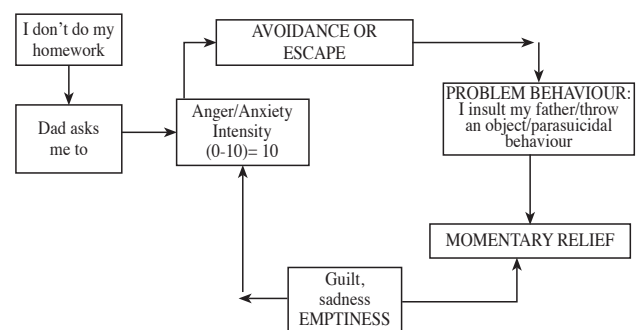 I don't do my
homework
Dad asks
me to
Anger/Anxiety
Intensity
(0-10)= 10
AVOIDANCE OR
ESCAPE
PROBLEM BEHAVIOUR:
I insult my father/throw
an object/parasuicidal
behaviour
MOMENTARY RELIEF
Guilt,
sadness
EMPTINESS